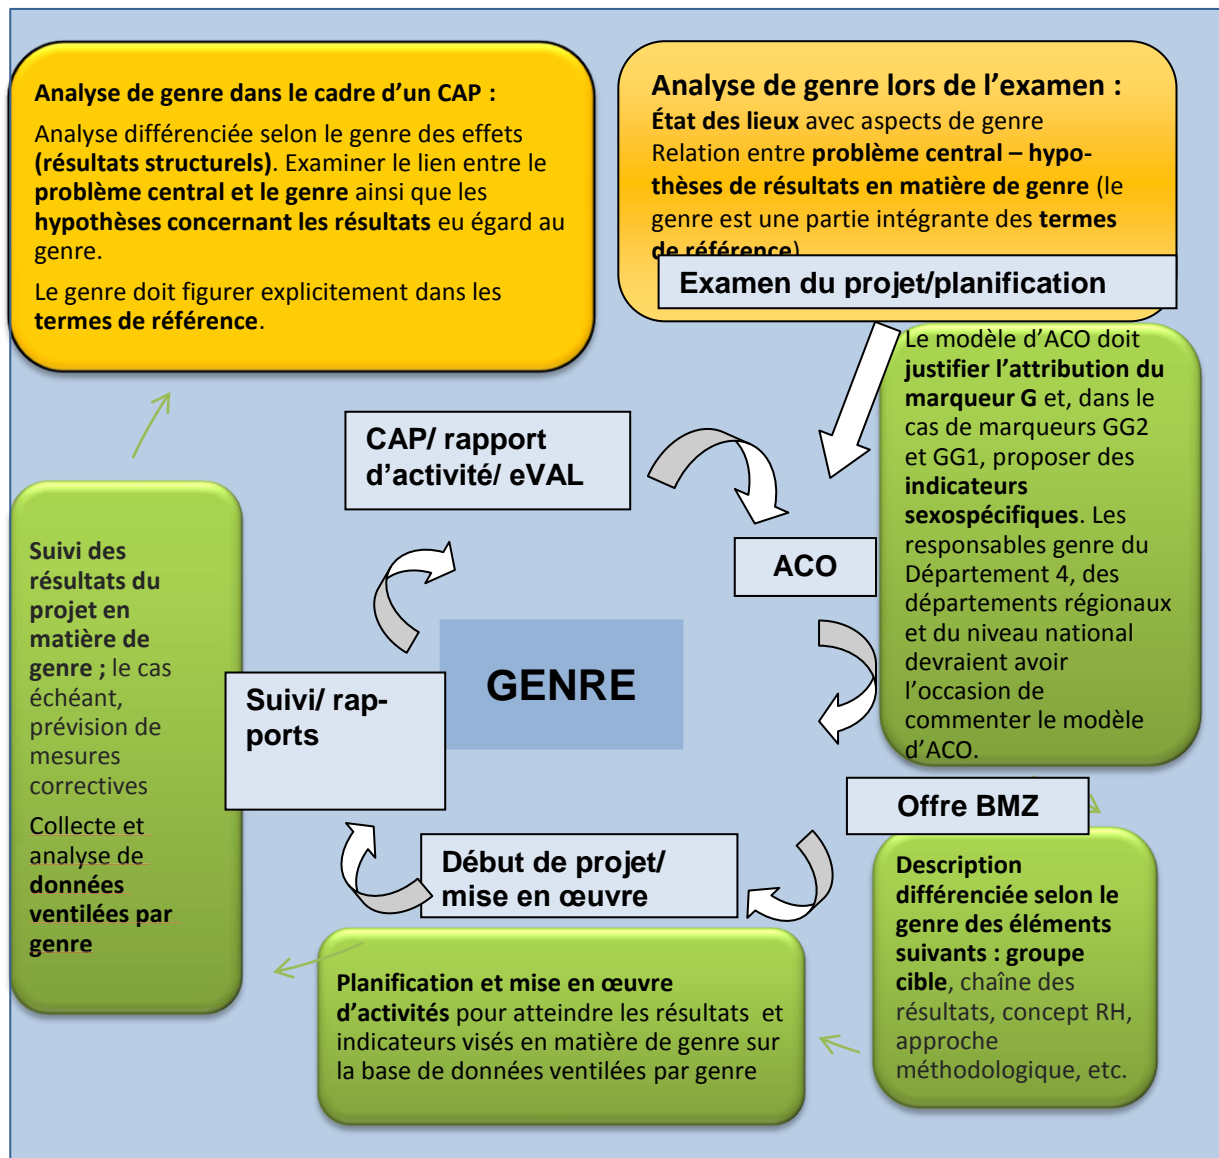 Analyse de genre dans le cadre d’un CAP :
Analyse différenciée selon le genre des effets
(résultats structurels). Examiner le lien entre le
problème central et le genre ainsi que les
hypothèses concernant les résultats eu égard au
genre.
Le genre doit figurer explicitement dans les
termes de référence.
Analyse de genre lors de l’examen :
État des lieux avec aspects de genre
Relation entre problème central – hypo-
thèses de résultats en matière de genre (le
genre est une partie intégrante des termes
de référence)
Examen du projet/planification
Le modèle d’ACO doit
justifier l’attribution du
marqueur G et, dans le
cas de marqueurs GG2
et GG1, proposer des
indicateurs
sexospécifiques. Les
responsables genre du
Département 4, des
départements régionaux
et du niveau national
devraient avoir
l’occasion de
commenter le modèle
d’ACO.
CAP/ rapport
d’activité/ eVAL
ACO
GENRE
Suivi des
résultats du
projet en
matière de
genre ; le cas
échéant,
prévision de
mesures
correctives
Collecte et
analyse de
données
ventilées par
genre
Suivi/ rap-
ports
Offre BMZ
Début de projet/
mise en œuvre
Description
différenciée selon le
genre des éléments
suivants : groupe
cible, chaîne des
résultats, concept RH,
approche
méthodologique, etc.
Planification et mise en œuvre
d’activités pour atteindre les résultats et
indicateurs visés en matière de genre sur
la base de données ventilées par genre